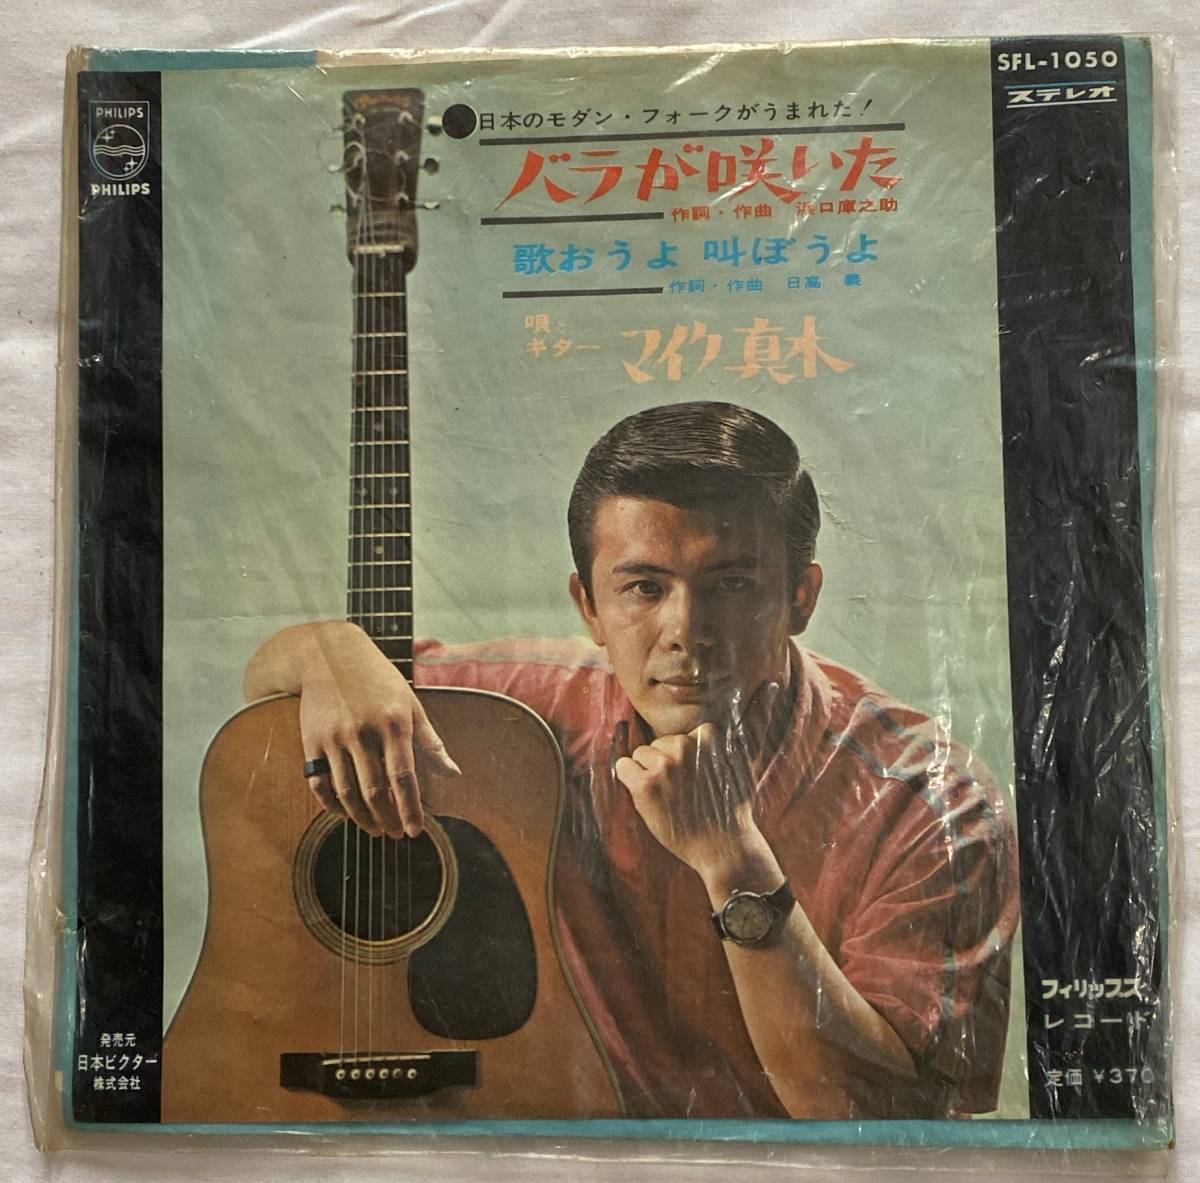 PHILIPS
PHILIPS
SFL-1050
ステレオ
日本のモダン・フォークがうまれた!
バラが咲いた
作詞・作曲 浜口庫之助
歌おうよ 叫ぼうよ
作詞・作曲 日高 義
唄と
ギター マイク真木
発売元
日本ビクター
株式会社
フィリップス
レコード
定価 ¥370